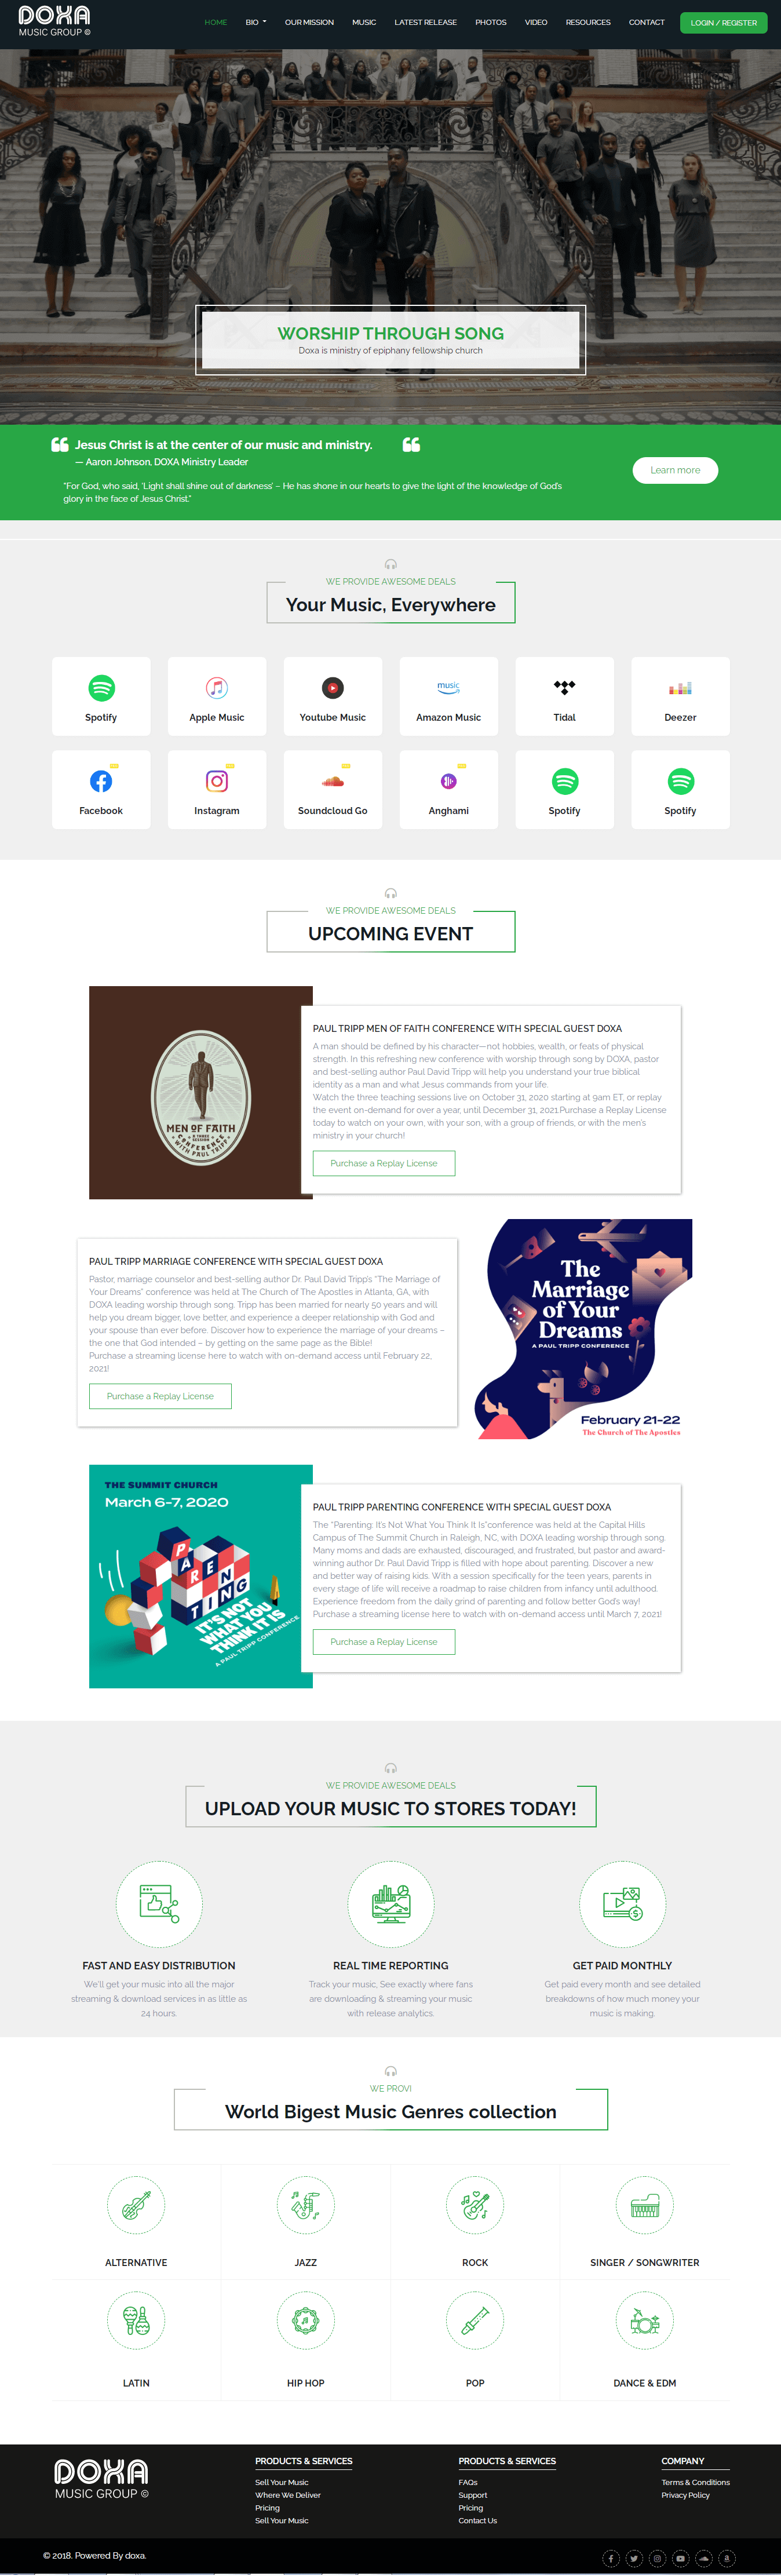 DOXA
MUSIC GROUP ©
HOME
BIO
OUR MISSION
MUSIC
LATEST RELEASE
PHOTOS
VIDEO
RESOURCES
CONTACT
LOGIN / REGISTER
WORSHIP THROUGH SONG
Doxa is ministry of epiphany fellowship church
Jesus Christ is at the center of our music and ministry.
— Aaron Johnson, DOXA Ministry Leader
"For God, who said, 'Light shall shine out of darkness' – He has shone in our hearts to give the light of the knowledge of God's
glory in the face of Jesus Christ."
Learn more
WE PROVIDE AWESOME DEALS
Your Music, Everywhere
Spotify
Apple Music
Youtube Music
music
Amazon Music
Tidal
Deezer
Facebook
Instagram
Soundcloud Go
Anghami
Spotify
Spotify
WE PROVIDE AWESOME DEALS
UPCOMING EVENT
MEN OF FAITH
A THREE SESSION
CONFERENCE
WITH PAUL TRIPP
PAUL TRIPP MEN OF FAITH CONFERENCE WITH SPECIAL GUEST DOXA
A man should be defined by his character—not hobbies, wealth, or feats of physical
strength. In this refreshing new conference with worship through song by DOXA, pastor
and best-selling author Paul David Tripp will help you understand your true biblical
identity as a man and what Jesus commands from your life.
Watch the three teaching sessions live on October 31, 2020 starting at 9am ET, or replay
the event on-demand for over a year, until December 31, 2021.Purchase a Replay License
today to watch on your own, with your son, with a group of friends, or with the men's
ministry in your church!
Purchase a Replay License
PAUL TRIPP MARRIAGE CONFERENCE WITH SPECIAL GUEST DOXA
Pastor, marriage counselor and best-selling author Dr. Paul David Tripp's "The Marriage of
Your Dreams" conference was held at The Church of The Apostles in Atlanta, GA, with
DOXA leading worship through song. Tripp has been married for nearly 50 years and will
help you dream bigger, love better, and experience a deeper relationship with God and
your spouse than ever before. Discover how to experience the marriage of your dreams –
the one that God intended – by getting on the same page as the Bible!
Purchase a streaming license here to watch with on-demand access until February 22,
2021!
Purchase a Replay License
The
Marriage
of Your
Dreams
A PAUL TRIPP CONFERENCE
February 21-22
The Church of The Apostles
THE SUMMIT CHURCH
March 6-7, 2020
PARENTING
IT'S NOT
WHAT YOU
THINK IT IS
A PAUL TRIPP CONFERENCE
PAUL TRIPP PARENTING CONFERENCE WITH SPECIAL GUEST DOXA
The "Parenting: It's Not What You Think It Is"conference was held at the Capital Hills
Campus of The Summit Church in Raleigh, NC, with DOXA leading worship through song.
Many moms and dads are exhausted, discouraged, and frustrated, but pastor and award-
winning author Dr. Paul David Tripp is filled with hope about parenting. Discover a new
and better way of raising kids. With a session specifically for the teen years, parents in
every stage of life will receive a roadmap to raise children from infancy until adulthood.
Experience freedom from the daily grind of parenting and follow better God's way!
Purchase a streaming license here to watch with on-demand access until March 7, 2021!
Purchase a Replay License
WE PROVIDE AWESOME DEALS
UPLOAD YOUR MUSIC TO STORES TODAY!
FAST AND EASY DISTRIBUTION
We'll get your music into all the major
streaming & download services in as little as
24 hours.
REAL TIME REPORTING
Track your music, See exactly where fans
are downloading & streaming your music
with release analytics.
GET PAID MONTHLY
Get paid every month and see detailed
breakdowns of how much money your
music is making.
WE PROVI
World Bigest Music Genres collection
ALTERNATIVE
JAZZ
ROCK
SINGER / SONGWRITER
LATIN
HIP HOP
POP
DANCE & EDM
DOXA
MUSIC GROUP ©
PRODUCTS & SERVICES
Sell Your Music
Where We Deliver
Pricing
Sell Your Music
PRODUCTS & SERVICES
FAQs
Support
Pricing
Contact Us
COMPANY
Terms & Conditions
Privacy Policy
© 2018. Powered By doxa.